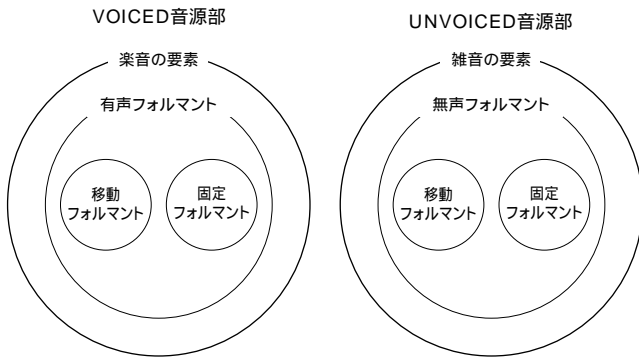 VOICED音源部
楽音の要素
有声フォルマント
移動
フォルマント
固定
フォルマント
UNVOICED音源部
雑音の要素
無声フォルマント
移動
フォルマント
固定
フォルマント